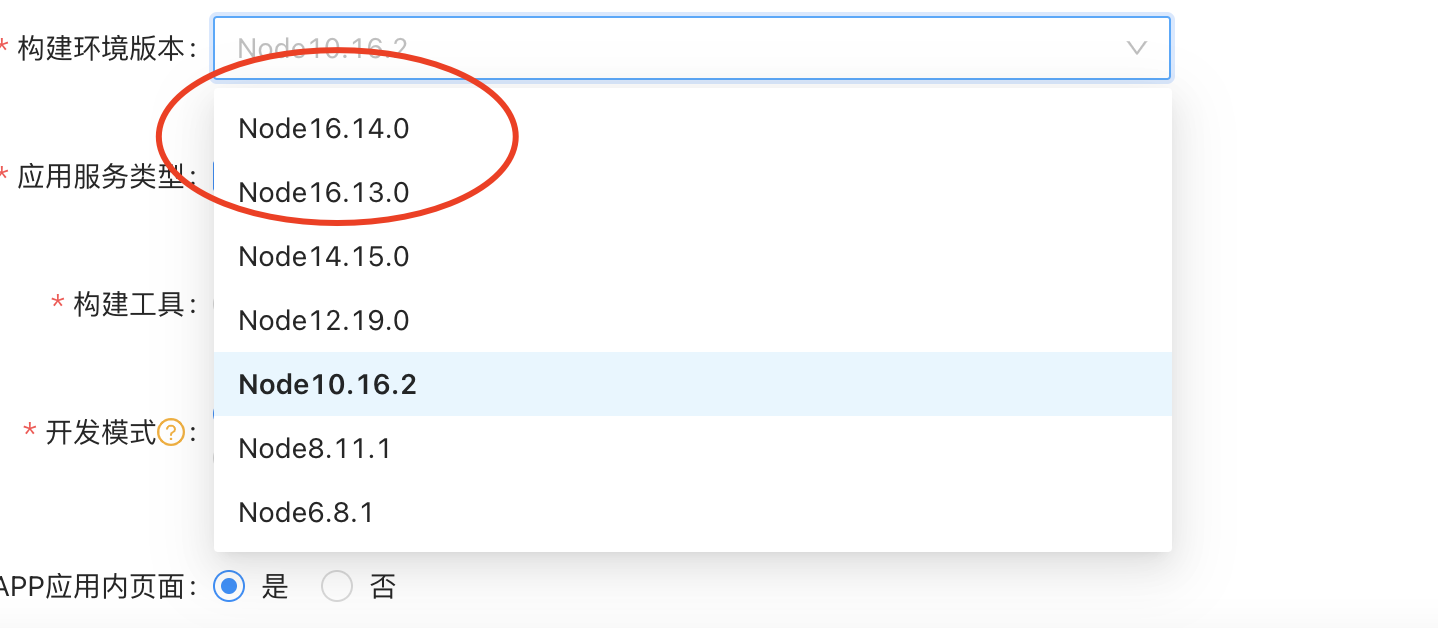 * 构建环境版本: Node10.16.2
Node16.14.0
* 应用服务类型:
Node16.13.0
Node14.15.0
* 构建工具:
Node12.19.0
Node10.16.2
* 开发模式?:
Node8.11.1
Node6.8.1
APP应用内页面: 是 否